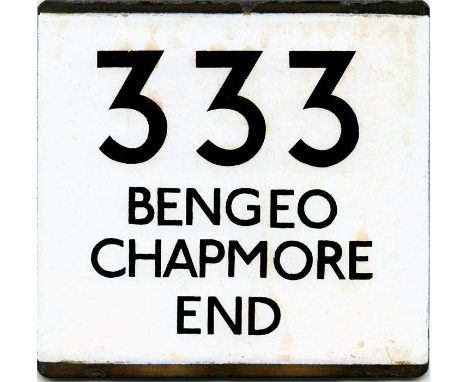 333
BENGEO
CHAPMORE
END